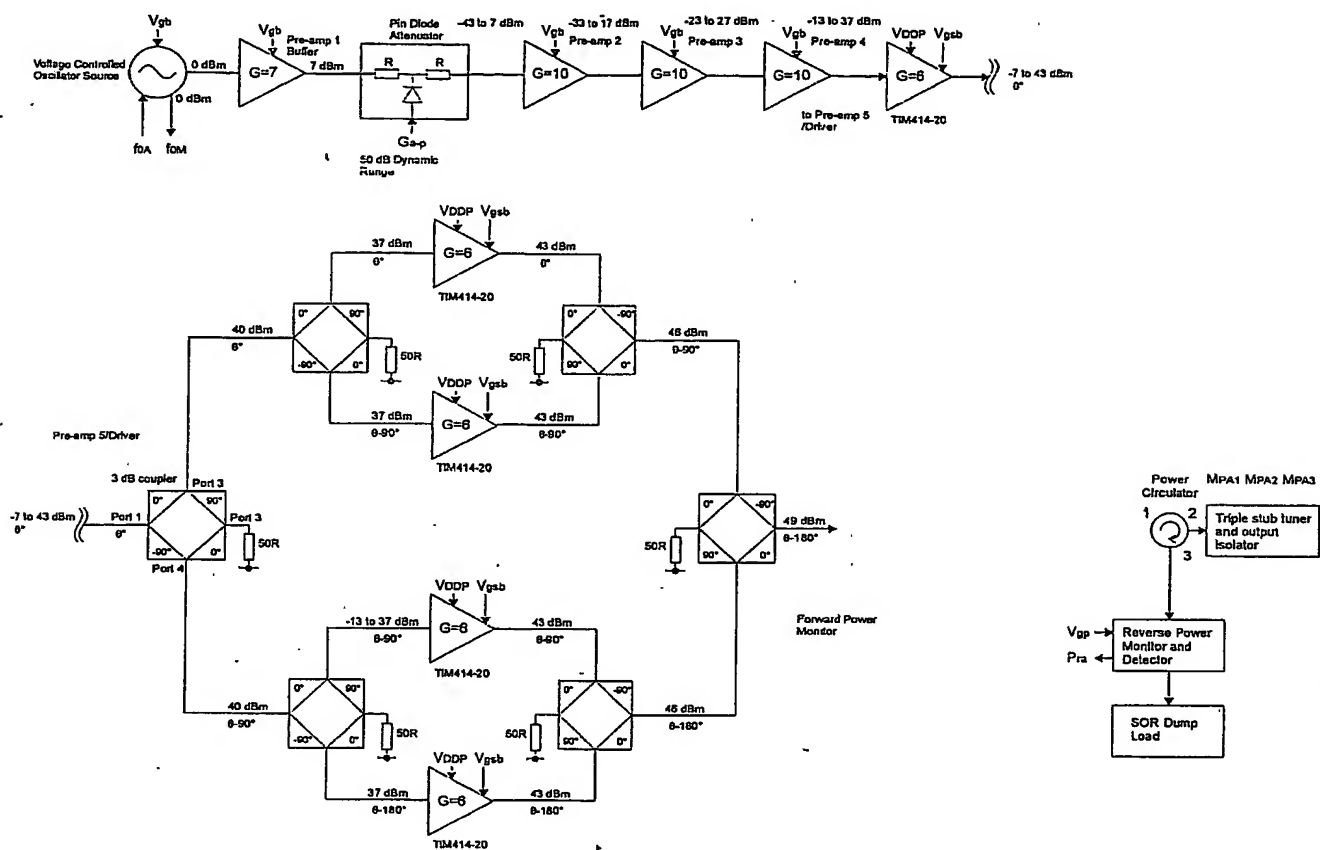 Vgb
Voltage Controlled
Oscillator Source
0 dBm
0 dBm
f0A
f0M
Vgb
Pre-amp 1
Buffer
G=7
7 dBm
Pin Diode
Attenuator
R
R
Ga-p
50 dB Dynamic
Range
-43 to 7 dBm
Vgb
-33 to 17 dBm
Pre-amp 2
G=10
Vgb
-23 to 27 dBm
Pre-amp 3
G=10
Vgb
-13 to 37 dBm
Pre-amp 4
G=10
to Pre-amp 5
/Driver
VDDP
Vgsb
G=6
TIM414-20
-7 to 43 dBm
0°
VDDP
Vgsb
37 dBm
θ°
G=6
43 dBm
θ°
TIM414-20
40 dBm
θ°
0°
90°
-90°
0°
50R
50R
0°
-90°
90°
0°
46 dBm
θ-90°
VDDP
Vgsb
37 dBm
θ-90°
G=6
43 dBm
θ-90°
TIM414-20
Pre-amp 5/Driver
3 dB coupler
Port 3
-7 to 43 dBm
θ°
Port 1
θ°
0°
90°
-90°
0°
Port 3
50R
Port 4
50R
0°
-90°
90°
0°
49 dBm
θ-180°
Forward Power
Monitor
VDDP
Vgsb
-13 to 37 dBm
θ-90°
G=6
43 dBm
θ-90°
TIM414-20
40 dBm
θ-90°
0°
90°
-90°
0°
50R
50R
0°
-90°
90°
0°
46 dBm
θ-180°
VDDP
Vgsb
37 dBm
θ-180°
G=6
43 dBm
θ-180°
TIM414-20
Power
Circulator
MPA1 MPA2 MPA3
1
2
3
Triple stub tuner
and output
isolator
Vgp
Pra
Reverse Power
Monitor and
Detector
SOR Dump
Load